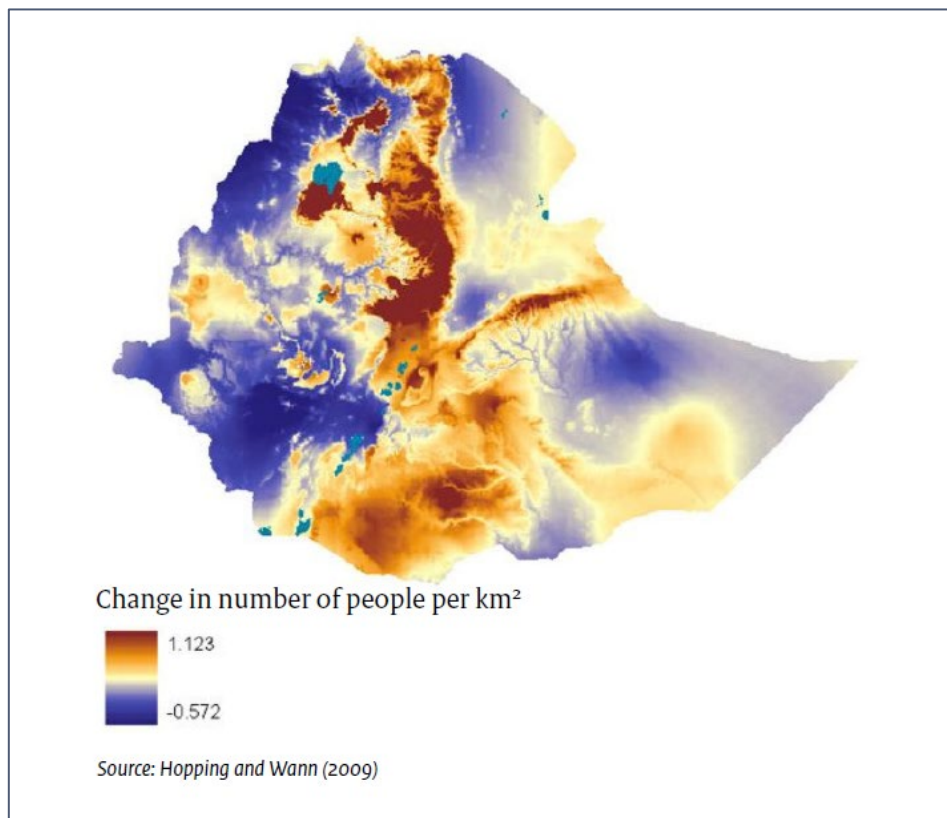 Change in number of people per km²
1.123
-0.572
Source: Hopping and Wann (2009)